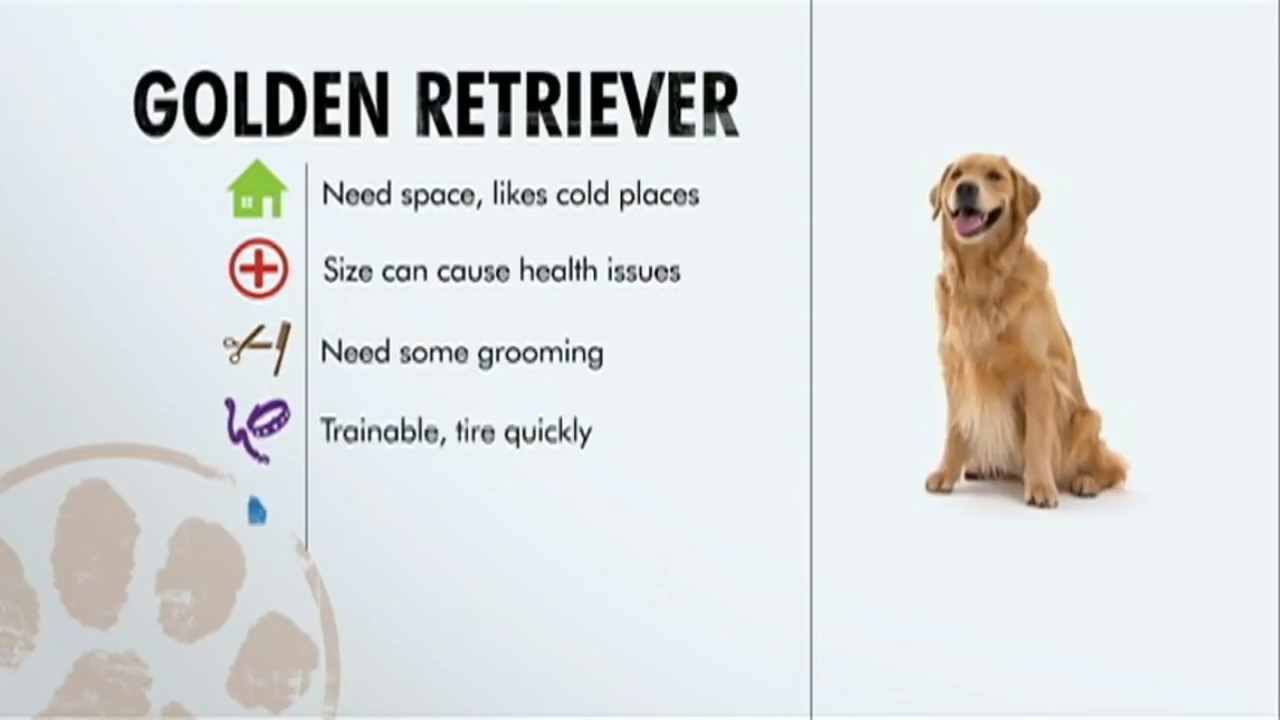 GOLDEN RETRIEVER
Need space, likes cold places
Size can cause health issues
Need some grooming
Trainable, tire quickly